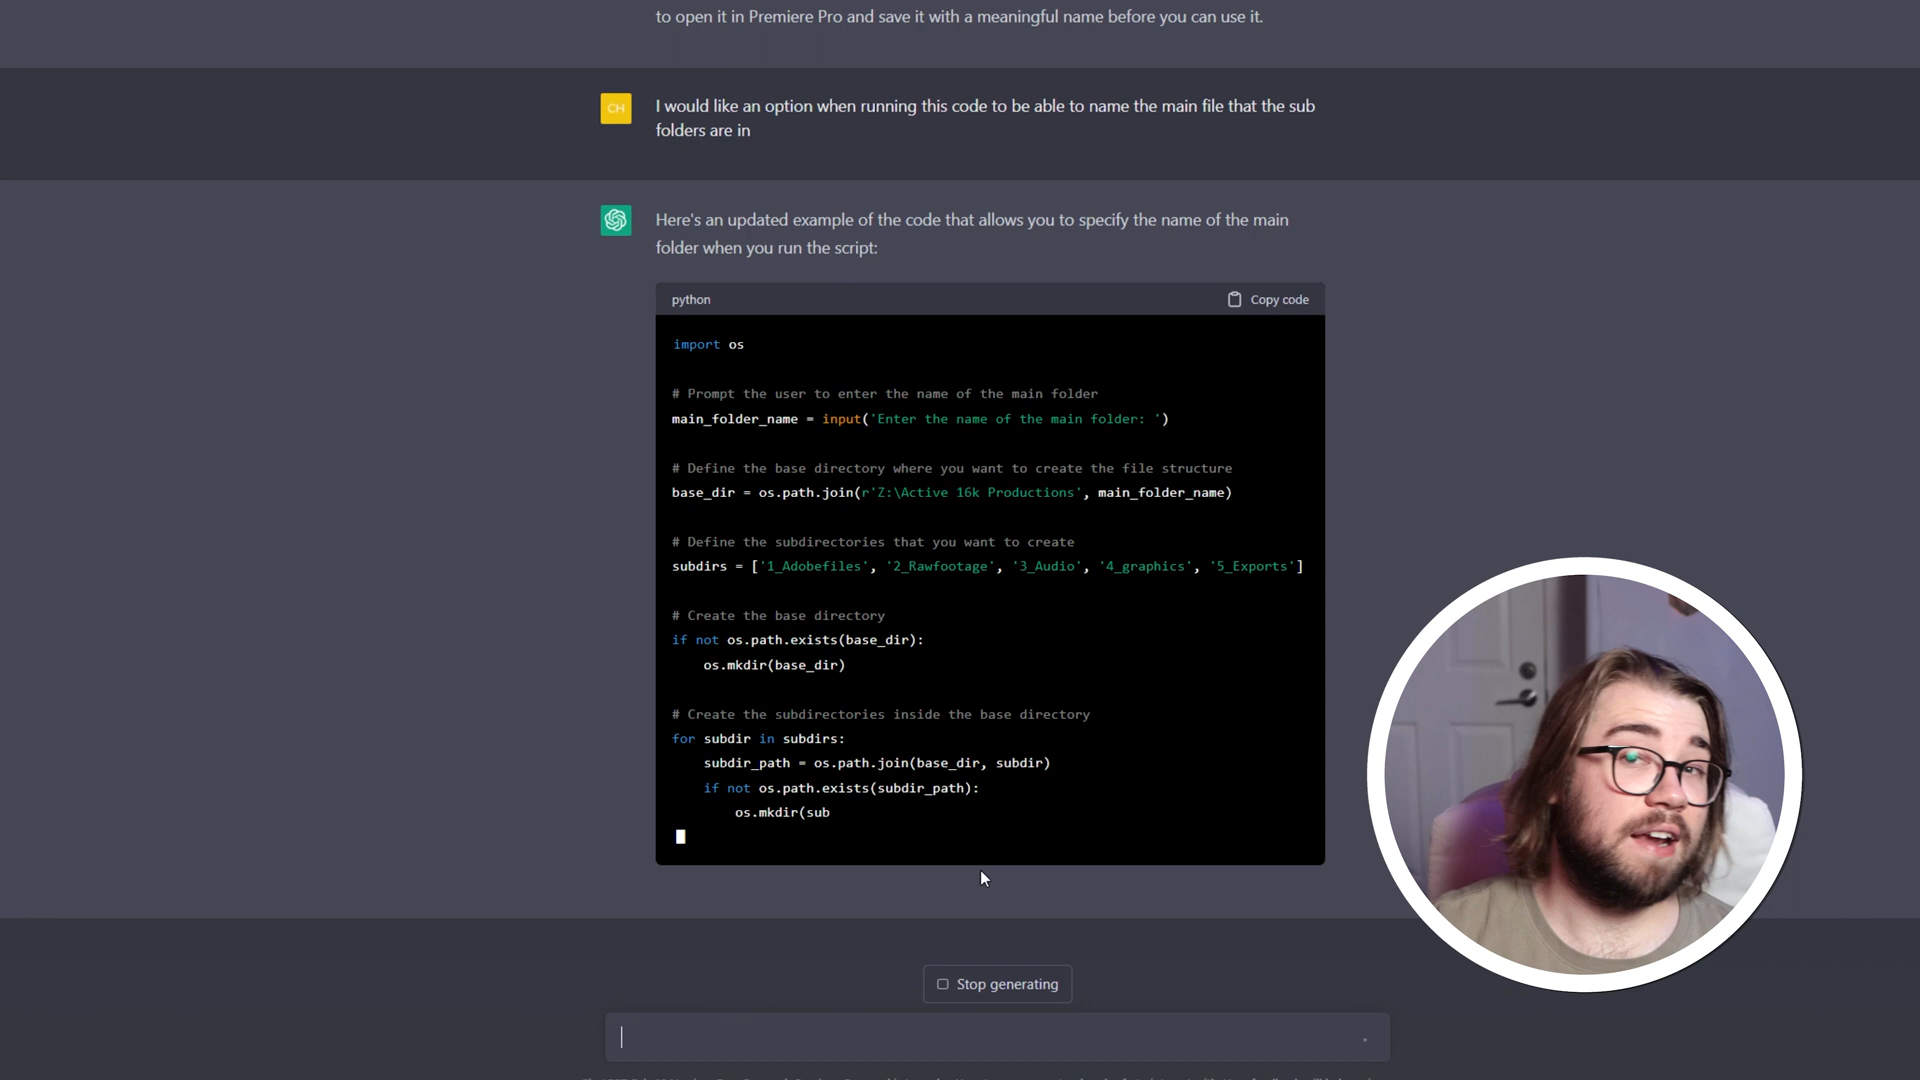 to open it in Premiere Pro and save it with a meaningful name before you can use it.
CH
I would like an option when running this code to be able to name the main file that the sub
folders are in
Here's an updated example of the code that allows you to specify the name of the main
folder when you run the script:
python
Copy code
import os
# Prompt the user to enter the name of the main folder
main_folder_name = input('Enter the name of the main folder: ')
# Define the base directory where you want to create the file structure
base_dir = os.path.join(r'Z:\Active 16k Productions', main_folder_name)
# Define the subdirectories that you want to create
subdirs = ['1_Adobefiles', '2_Rawfootage', '3_Audio', '4_graphics', '5_Exports']
# Create the base directory
if not os.path.exists(base_dir):
    os.mkdir(base_dir)
# Create the subdirectories inside the base directory
for subdir in subdirs:
    subdir_path = os.path.join(base_dir, subdir)
    if not os.path.exists(subdir_path):
        os.mkdir(sub
Stop generating